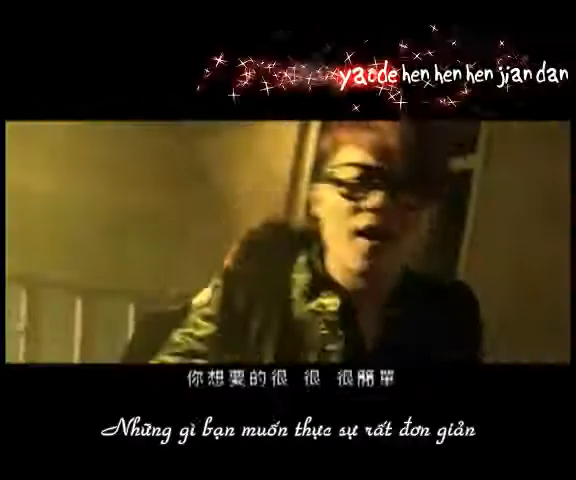 yaode hen hen hen jian dan
你想要的很 很 很簡單
Những gì bạn muốn thực sự rất đơn giản